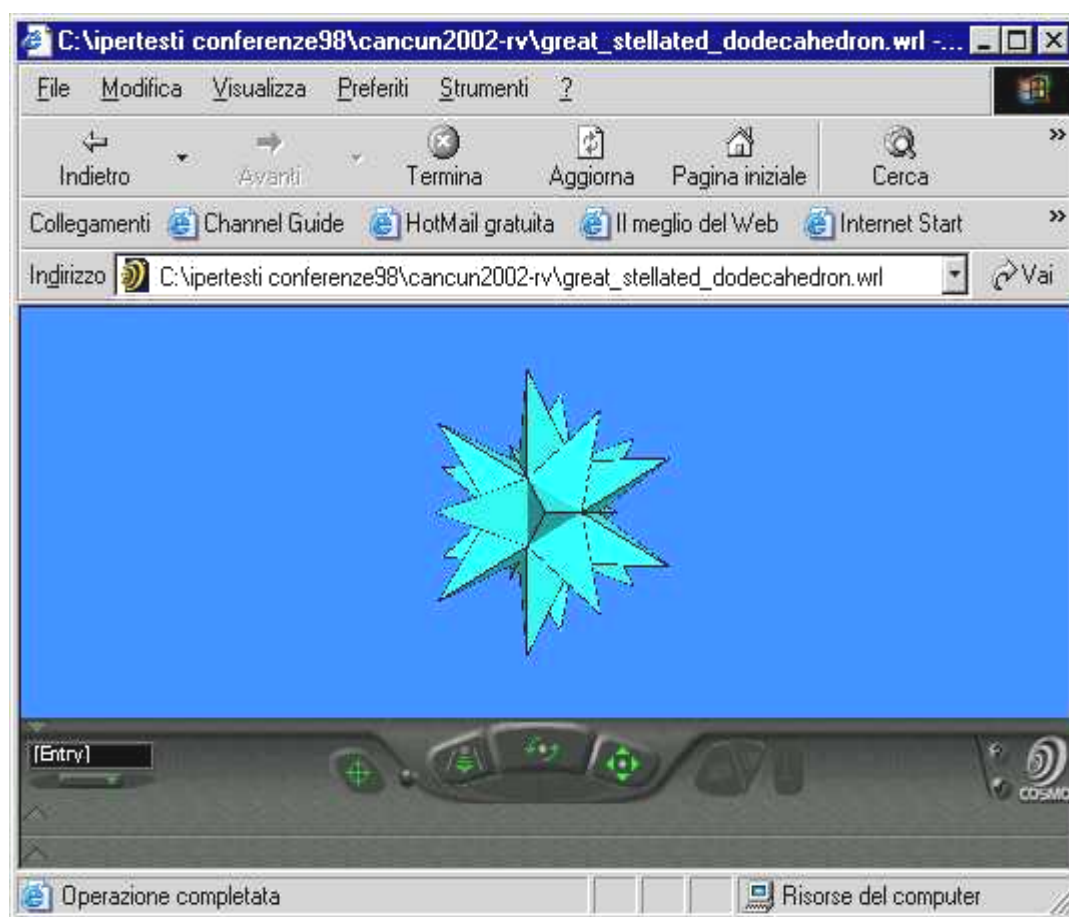 C:\ipertesti conferenze98\cancun2002-rv\great_stellated_dodecahedron.wrl -...
File Modifica Visualizza Preferiti Strumenti ?
Indietro Avanti Termina Aggiorna Pagina iniziale Cerca »
Collegamenti Channel Guide HotMail gratuita Il meglio del Web Internet Start »
Indirizzo C:\ipertesti conferenze98\cancun2002-rv\great_stellated_dodecahedron.wrl Vai
[Entry]
COSMO
Operazione completata Risorse del computer